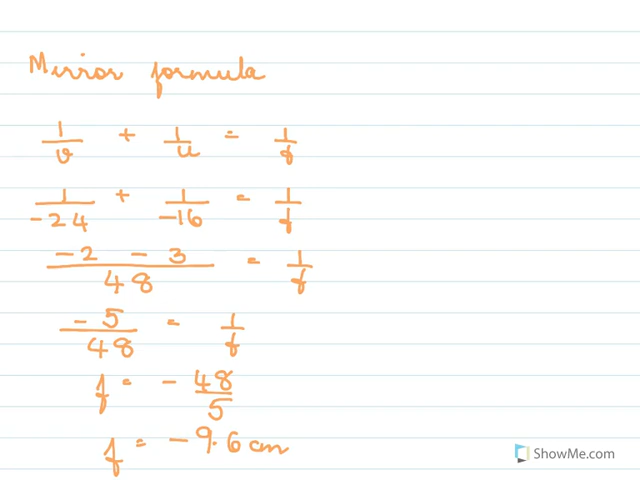 Mirror formula
1/v + 1/u = 1/f
1/-24 + 1/-16 = 1/f
-2 - 3/48 = 1/f
-5/48 = 1/f
f = - 48/5
f = - 9.6 cm
ShowMe.com